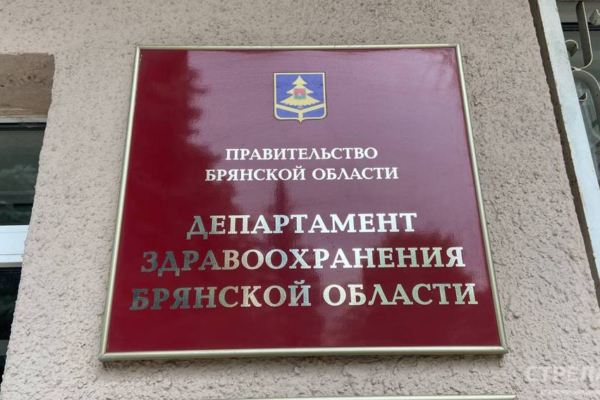 ПРАВИТЕЛЬСТВО
БРЯНСКОЙ ОБЛАСТИ
ДЕПАРТАМЕНТ
ЗДРАВООХРАНЕНИЯ
БРЯНСКОЙ ОБЛАСТИ